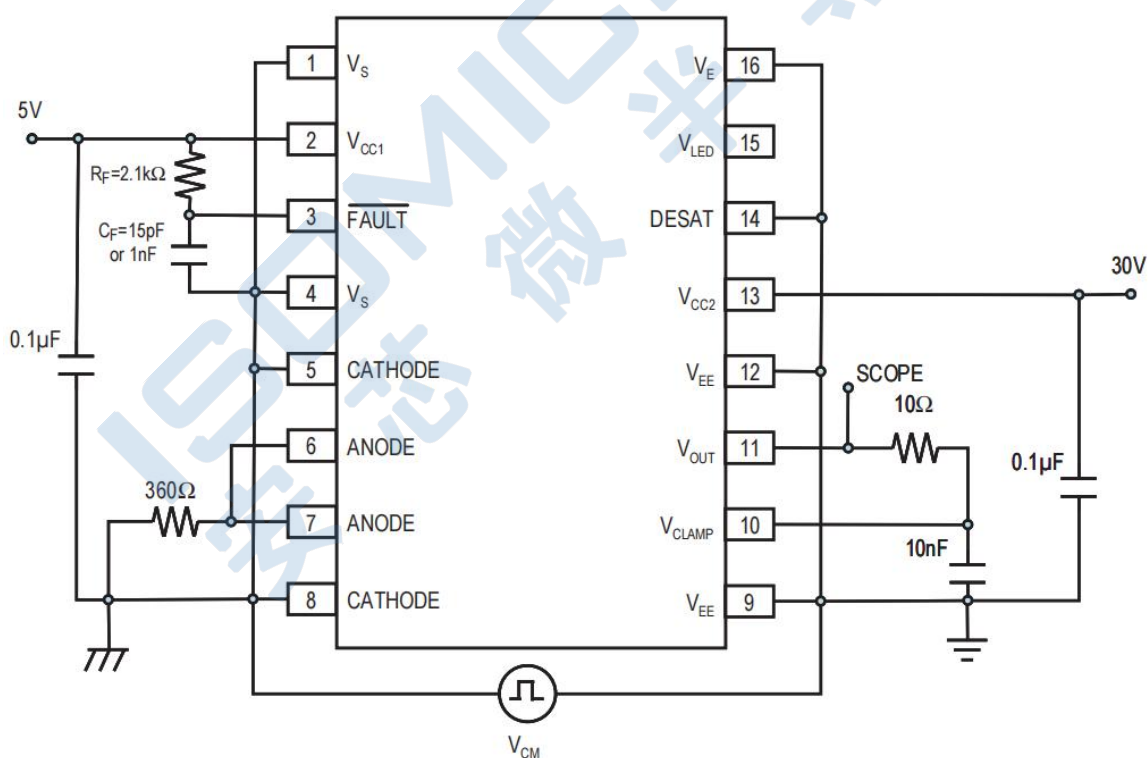 1 V_S
5V
2 V_CC1
R_F=2.1kΩ
3 FAULT
C_F=15pF
or 1nF
4 V_S
0.1μF
5 CATHODE
6 ANODE
360Ω
7 ANODE
8 CATHODE
V_E 16
V_LED 15
DESAT 14
30V
V_CC2 13
V_EE 12
SCOPE
10Ω
V_OUT 11
0.1μF
V_CLAMP 10
10nF
V_EE 9
V_CM
ISOMIC
安芯微半